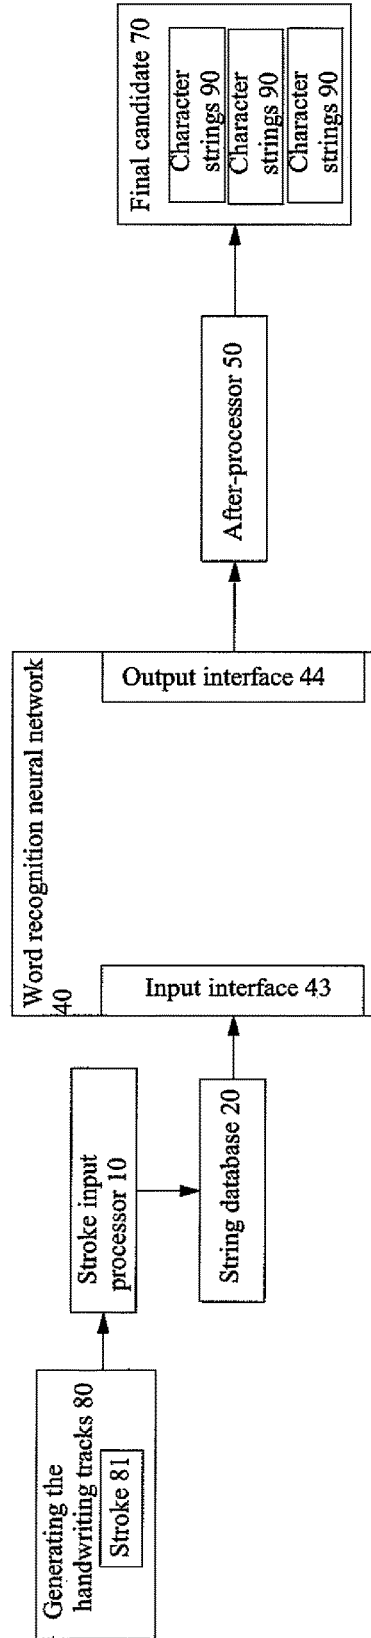 Generating the
handwriting tracks 80
Stroke 81
Stroke input
processor 10
String database 20
Word recognition neural network
40
Input interface 43
Output interface 44
After-processor 50
Final candidate 70
Character
strings 90
Character
strings 90
Character
strings 90